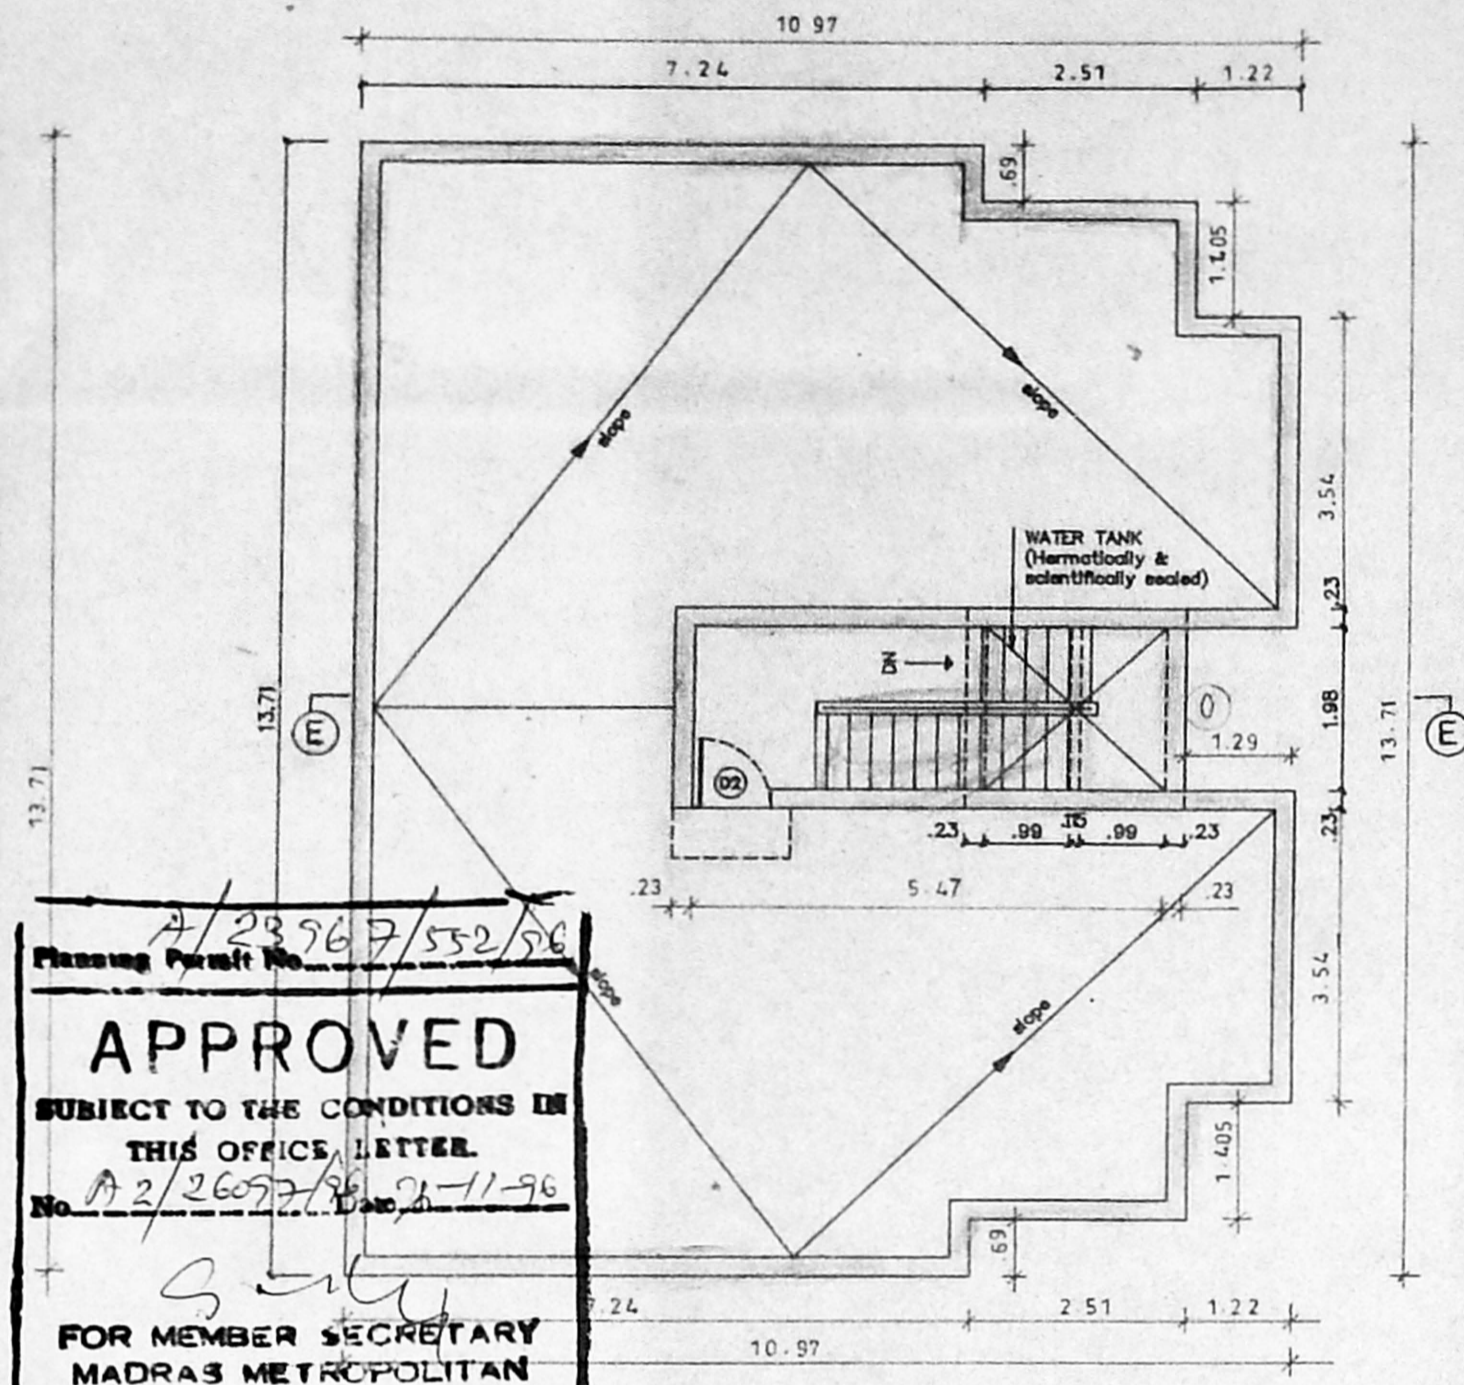 10 97
7.24 2.51 1.22
.69
1.405
slope
slope
3.54
WATER TANK
(Hermatically &
scientifically sealed)
.23
DN
13.71
E
1.98
13.71
E
1.29
D2
13.71
.23
.23 .99 .115 .99 .23
.23 5.47 .23
A/23967/552/96
Planning Permit No
slope
slope
3.54
APPROVED
SUBJECT TO THE CONDITIONS IN
THIS OFFICE LETTER.
No A2/26097/96 Date -11-96
1.405
.69
7.24 2.51 1.22
FOR MEMBER SECRETARY
10.97
MADRAS METROPOLITAN